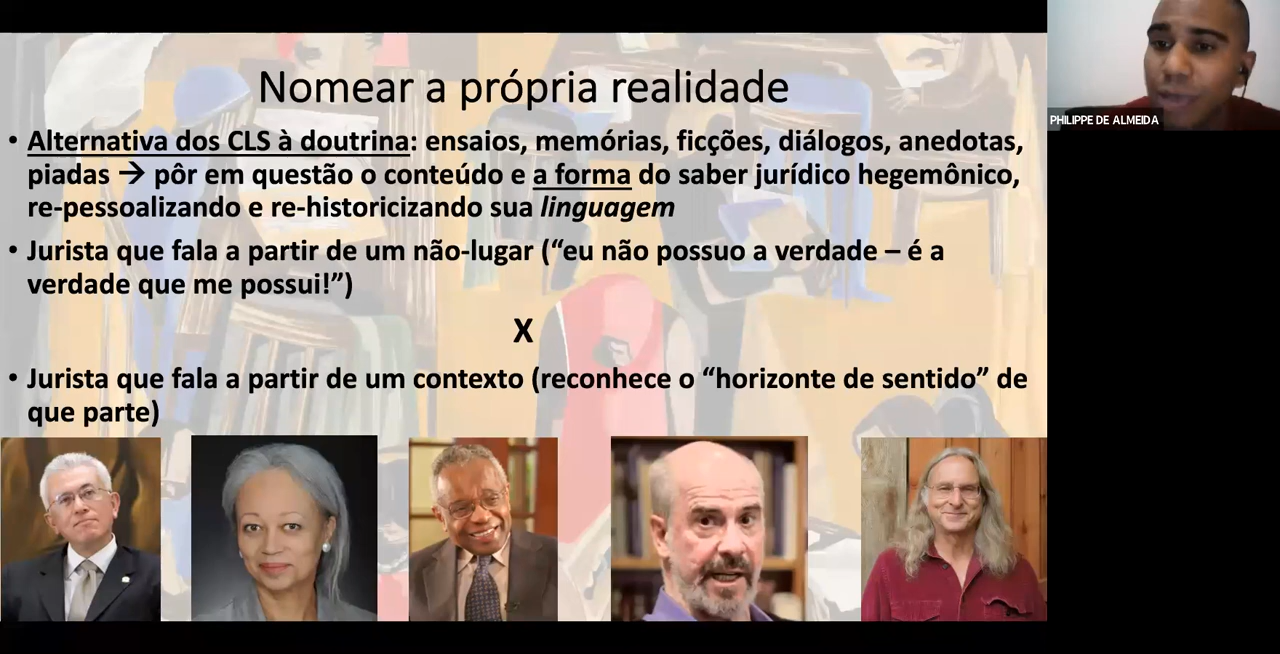 Nomear a própria realidade
• Alternativa dos CLS à doutrina: ensaios, memórias, ficções, diálogos, anedotas,
piadas → pôr em questão o conteúdo e a forma do saber jurídico hegemônico,
re-pessoalizando e re-historicizando sua linguagem
• Jurista que fala a partir de um não-lugar (“eu não possuo a verdade – é a
verdade que me possui!”)
X
• Jurista que fala a partir de um contexto (reconhece o “horizonte de sentido” de
que parte)
PHILIPPE DE ALMEIDA